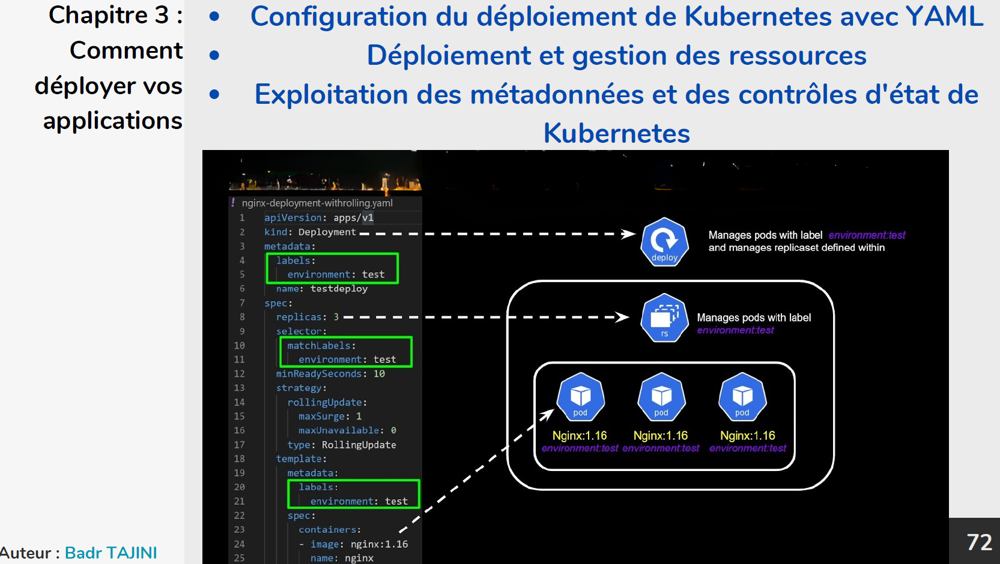 Chapitre 3 :
Comment
déployer vos
applications
• Configuration du déploiement de Kubernetes avec YAML
• Déploiement et gestion des ressources
• Exploitation des métadonnées et des contrôles d'état de
Kubernetes
! nginx-deployment-withrolling.yaml
1 apiVersion: apps/v1
2 kind: Deployment
3 metadata:
4 labels:
5 environment: test
6 name: testdeploy
7 spec:
8 replicas: 3
9 selector:
10 matchLabels:
11 environment: test
12 minReadySeconds: 10
13 strategy:
14 rollingUpdate:
15 maxSurge: 1
16 maxUnavailable: 0
17 type: RollingUpdate
18 template:
19 metadata:
20 labels:
21 environment: test
22 spec:
23 containers:
24 - image: nginx:1.16
25 name: nginx
deploy
Manages pods with label environment:test
and manages replicaset defined within
rs
Manages pods with label
environment:test
pod pod pod
Nginx:1.16 Nginx:1.16 Nginx:1.16
environment:test environment:test environment:test
Auteur : Badr TAJINI
72